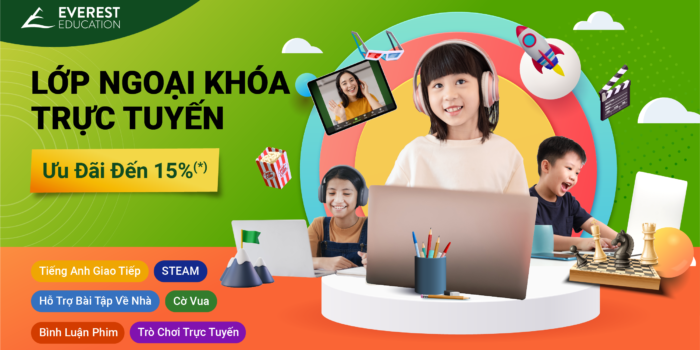 EVEREST
EDUCATION
LỚP NGOẠI KHÓA
TRỰC TUYẾN
Ưu Đãi Đến 15%(*)
Tiếng Anh Giao Tiếp
STEAM
Hỗ Trợ Bài Tập Về Nhà
Cờ Vua
Bình Luận Phim
Trò Chơi Trực Tuyến